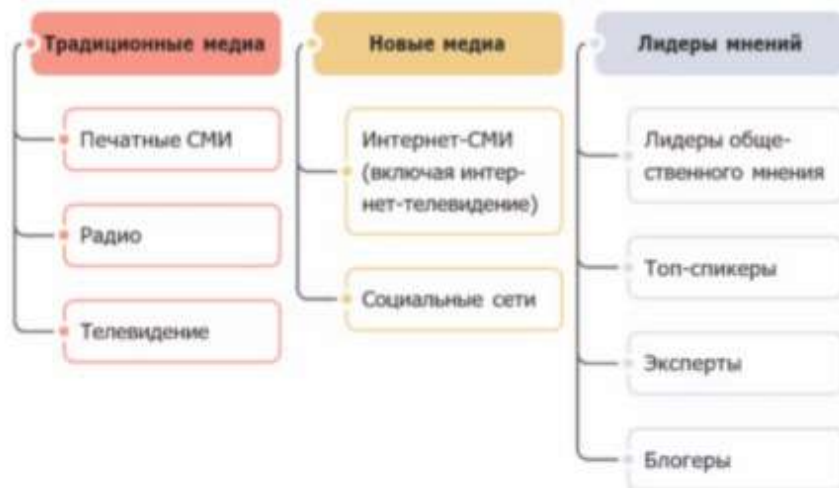 Традиционные медиа
Печатные СМИ
Радио
Телевидение
Новые медиа
Интернет-СМИ
(включая интер-
нет-телевидение)
Социальные сети
Лидеры мнений
Лидеры обще-
ственного мнения
Топ-спикеры
Эксперты
Блогеры